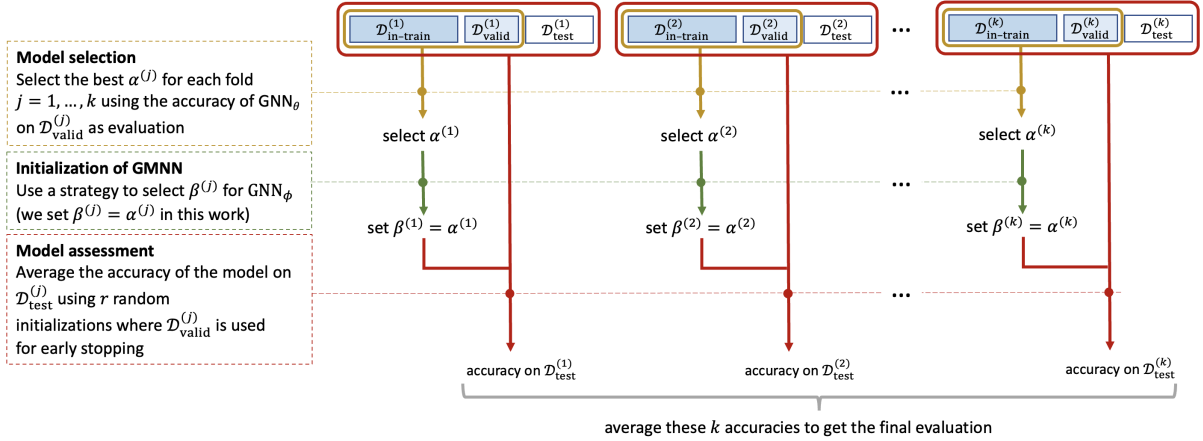 𝒟_in-train^(1) 𝒟_valid^(1) 𝒟_test^(1) 𝒟_in-train^(2) 𝒟_valid^(2) 𝒟_test^(2) ... 𝒟_in-train^(k) 𝒟_valid^(k) 𝒟_test^(k)
Model selection
Select the best α^(j) for each fold
j = 1, ..., k using the accuracy of GNN_θ
on 𝒟_valid^(j) as evaluation
...
select α^(1) select α^(2) select α^(k)
Initialization of GMNN
Use a strategy to select β^(j) for GNN_ϕ
(we set β^(j) = α^(j) in this work)
...
set β^(1) = α^(1) set β^(2) = α^(2) set β^(k) = α^(k)
Model assessment
Average the accuracy of the model on
𝒟_test^(j) using r random
initializations where 𝒟_valid^(j) is used
for early stopping
...
accuracy on 𝒟_test^(1) accuracy on 𝒟_test^(2) accuracy on 𝒟_test^(k)
average these k accuracies to get the final evaluation